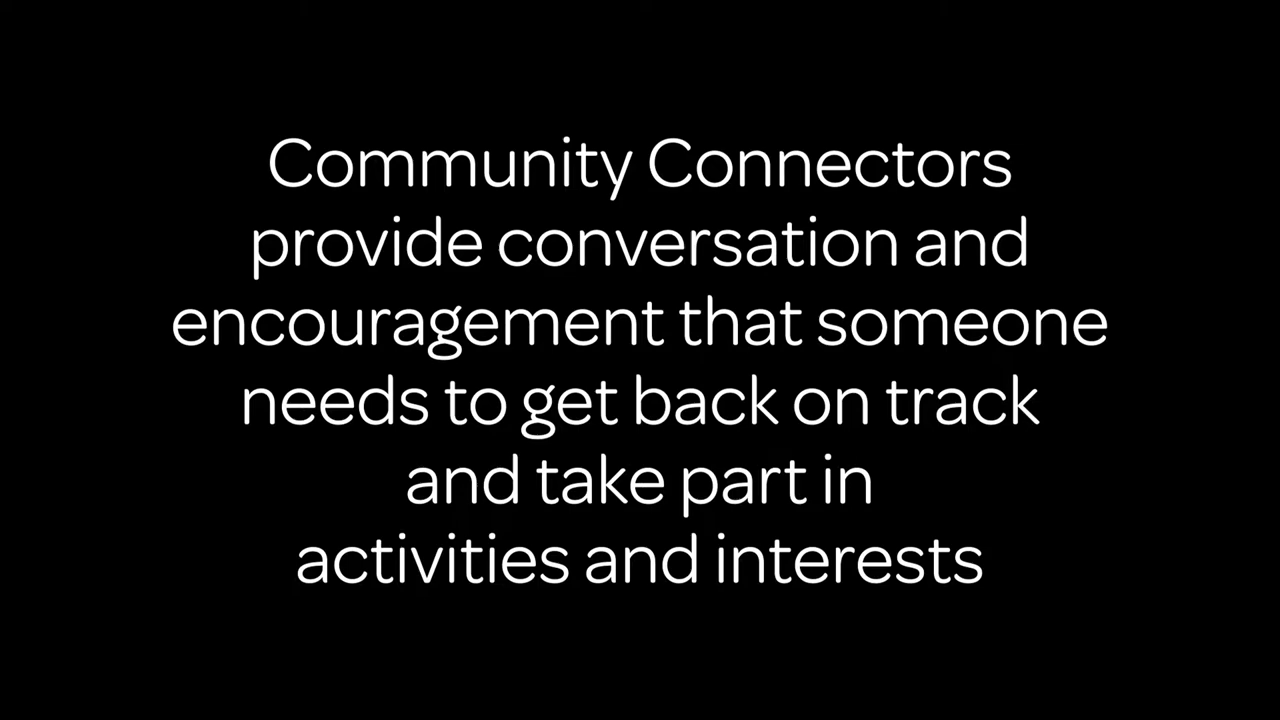 Community Connectors
provide conversation and
encouragement that someone
needs to get back on track
and take part in
activities and interests